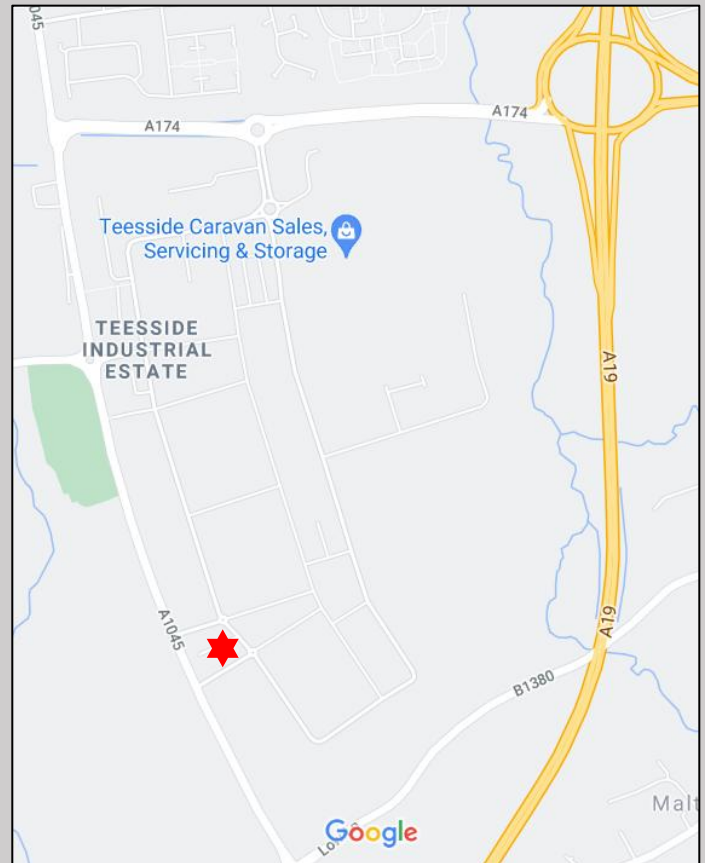 045
A174
A174
Teesside Caravan Sales,
Servicing & Storage
TEESSIDE
INDUSTRIAL
ESTATE
A19
A1045
A19
B1380
Malt
Google